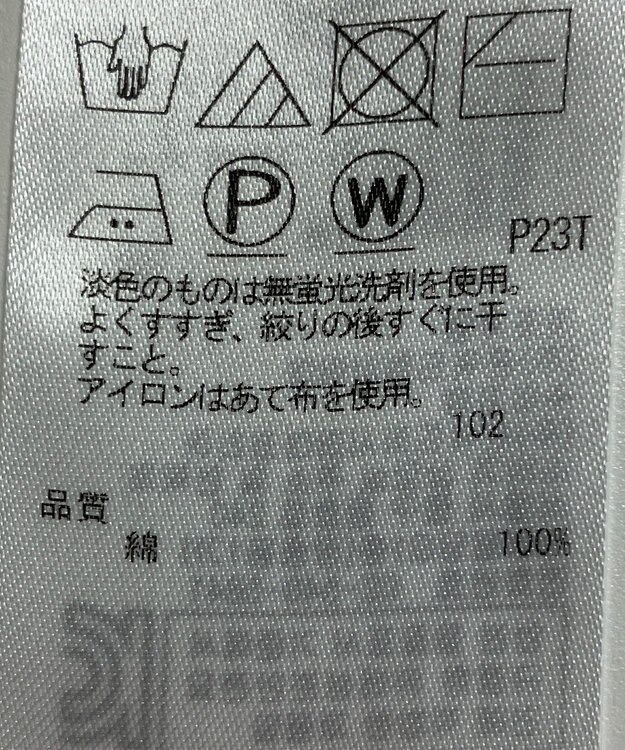 P W P23T
淡色のものは無蛍光洗剤を使用。
よくすすぎ、絞りの後すぐに干
すこと。
アイロンはあて布を使用。
102
品質
綿 100%